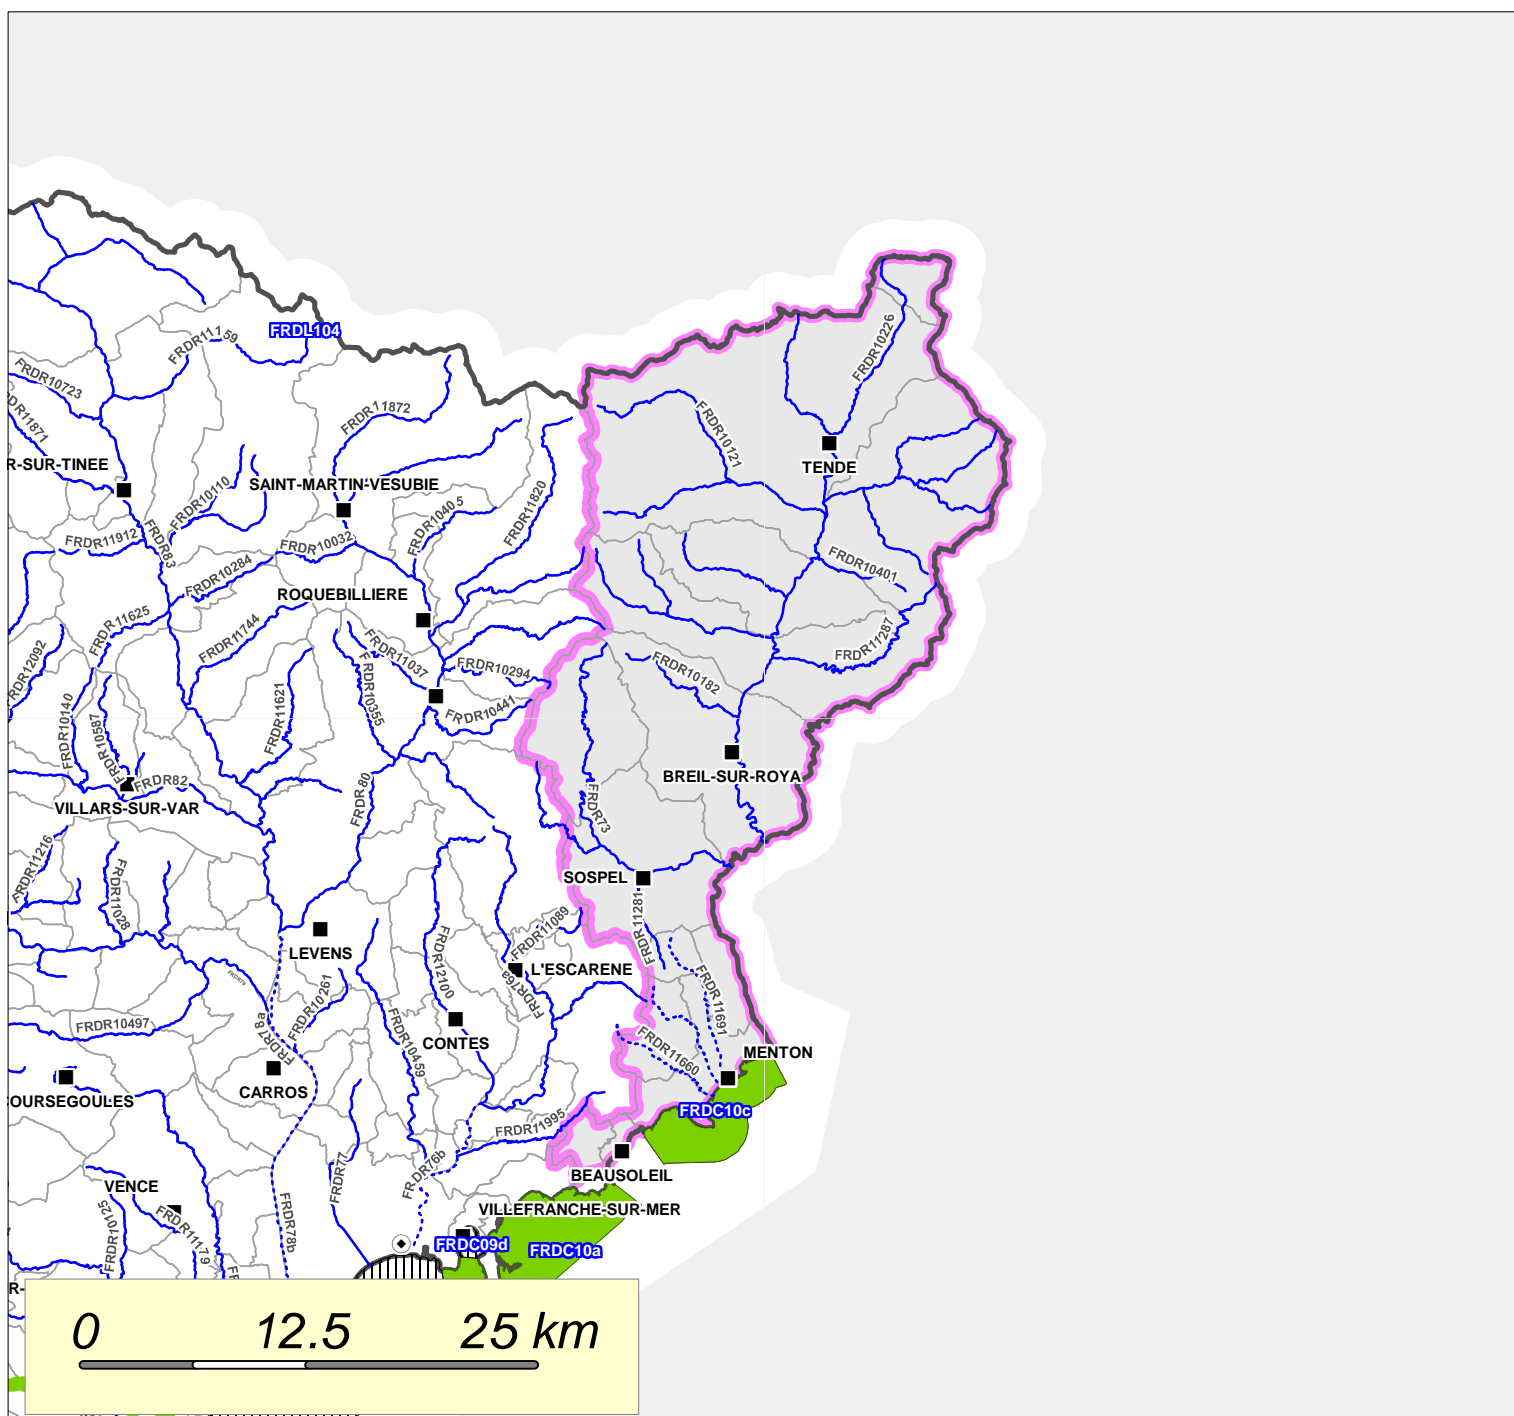 FRDL104
FRDR11159
FRDR10226
FRDR10723
DR11871
FRDR11872
FRDR10121
TENDE
R-SUR-TINEE
SAINT-MARTIN-VESUBIE
FRDR10110
FRDR10405
FRDR11820
FRDR11912
FRDR83
FRDR10032
FRDR10284
FRDR10401
ROQUEBILLIERE
FRDR11625
FRDR11744
FRDR11037
FRDR11287
FRDR12092
FRDR10355
FRDR10294
FRDR10182
FRDR10140
FRDR10587
FRDR11621
FRDR10441
FRDR82
FRDR80
BREIL-SUR-ROYA
VILLARS-SUR-VAR
FRDR73
FRDR11216
FRDR11028
SOSPEL
FRDR11281
FRDR11089
LEVENS
FRDR12100
L'ESCARENE
FRDR76a
FRDR10261
FRDR11691
FRDR10497
FRDR78a
FRDR10459
CONTES
FRDR11660
MENTON
CARROS
OURSEGOULES
FRDC10c
FRDR11995
FRDR77
FRDR76b
BEAUSOLEIL
VENCE
FRDR10125
FRDR11179
FRDR78b
VILLEFRANCHE-SUR-MER
FRDC09d
FRDC10a
FR
R-
0 12.5 25 km